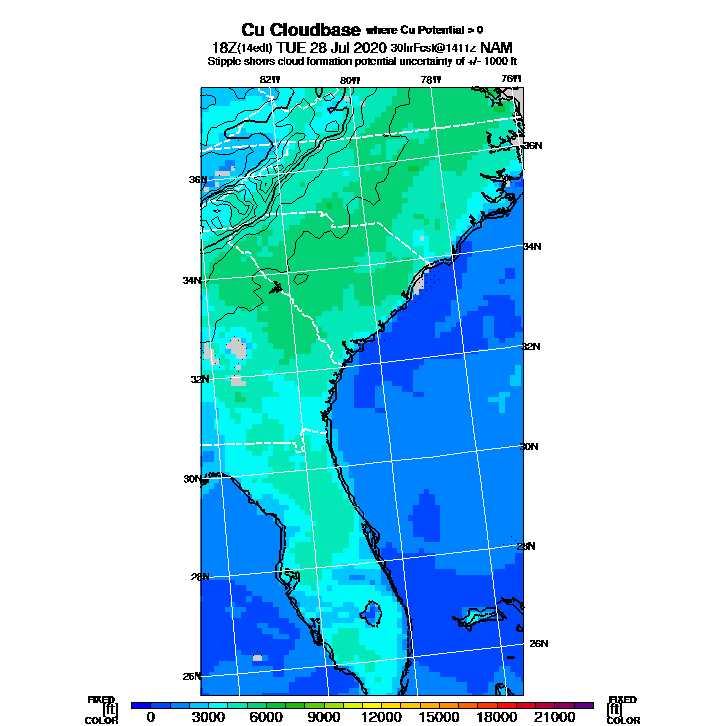 Cu Cloudbase where Cu Potential > 0
18Z(14edt) TUE 28 Jul 2020 30hrFcst@1411z NAM
Stipple shows cloud formation potential uncertainty of +/- 1000 ft
82W 80W 78W 76W
36N
36N
34N
34N
32N
32N
30N
30N
28N
28N
26N
26N
FIXED FIXED
[ft] [ft]
COLOR COLOR
0 3000 6000 9000 12000 15000 18000 21000